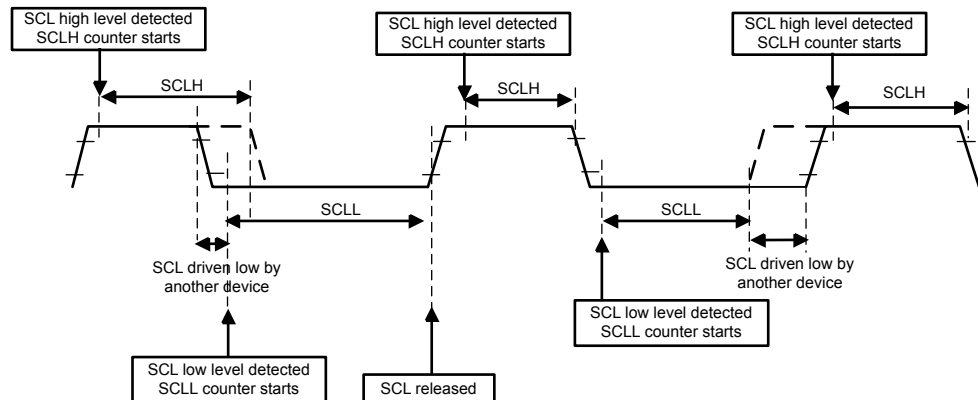 SCL high level detected
SCLH counter starts
SCL high level detected
SCLH counter starts
SCL high level detected
SCLH counter starts
SCLH
SCLH
SCLH
SCLL
SCLL
SCL driven low by
another device
SCL driven low by
another device
SCL low level detected
SCLL counter starts
SCL low level detected
SCLL counter starts
SCL released